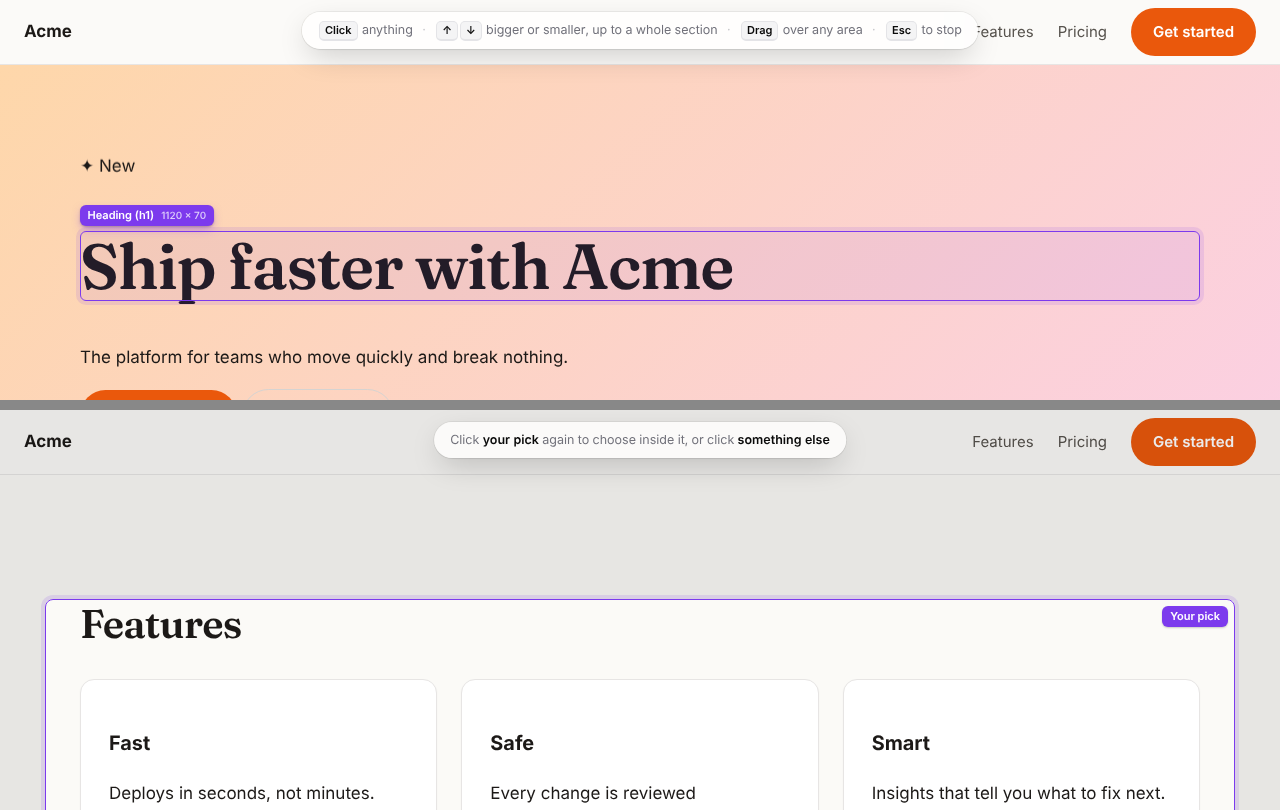 Acme
Click anything · ↑ ↓ bigger or smaller, up to a whole section · Drag over any area · Esc to stop
Features Pricing Get started
✦ New
Heading (h1) 1120 × 70
Ship faster with Acme
The platform for teams who move quickly and break nothing.
Acme
Click your pick again to choose inside it, or click something else
Features Pricing Get started
Features
Your pick
Fast
Deploys in seconds, not minutes.
Safe
Every change is reviewed
Smart
Insights that tell you what to fix next.